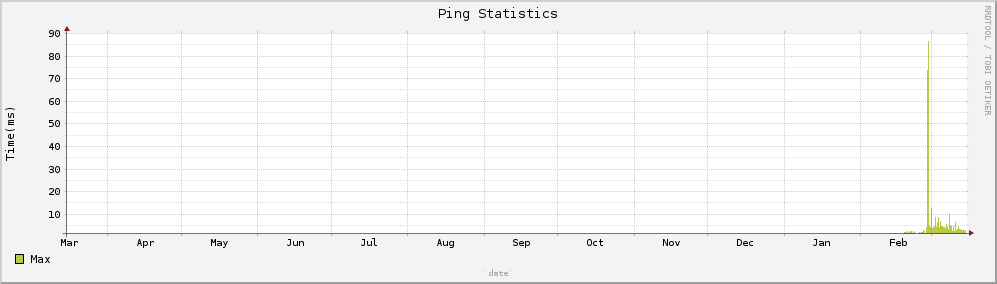 Ping Statistics
RRDTOOL / TOBI OETIKER
Time(ms)
90
80
70
60
50
40
30
20
10
Mar Apr May Jun Jul Aug Sep Oct Nov Dec Jan Feb
Max
`date`